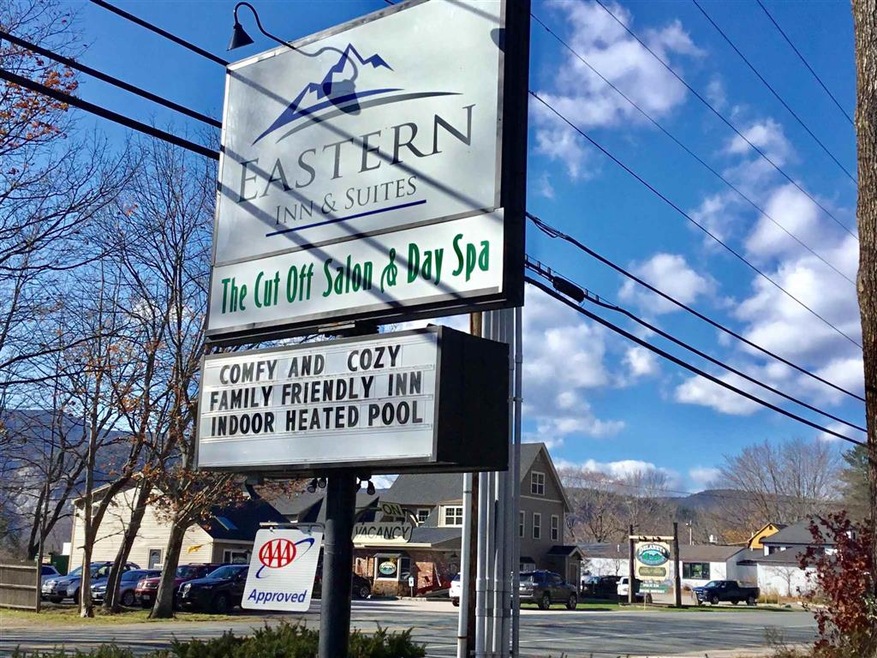 EASTERN
INN & SUITES
The Cut Off Salon & Day Spa
COMFY AND COZY
FAMILY FRIENDLY INN
INDOOR HEATED POOL
VACANCY
AAA
Approved